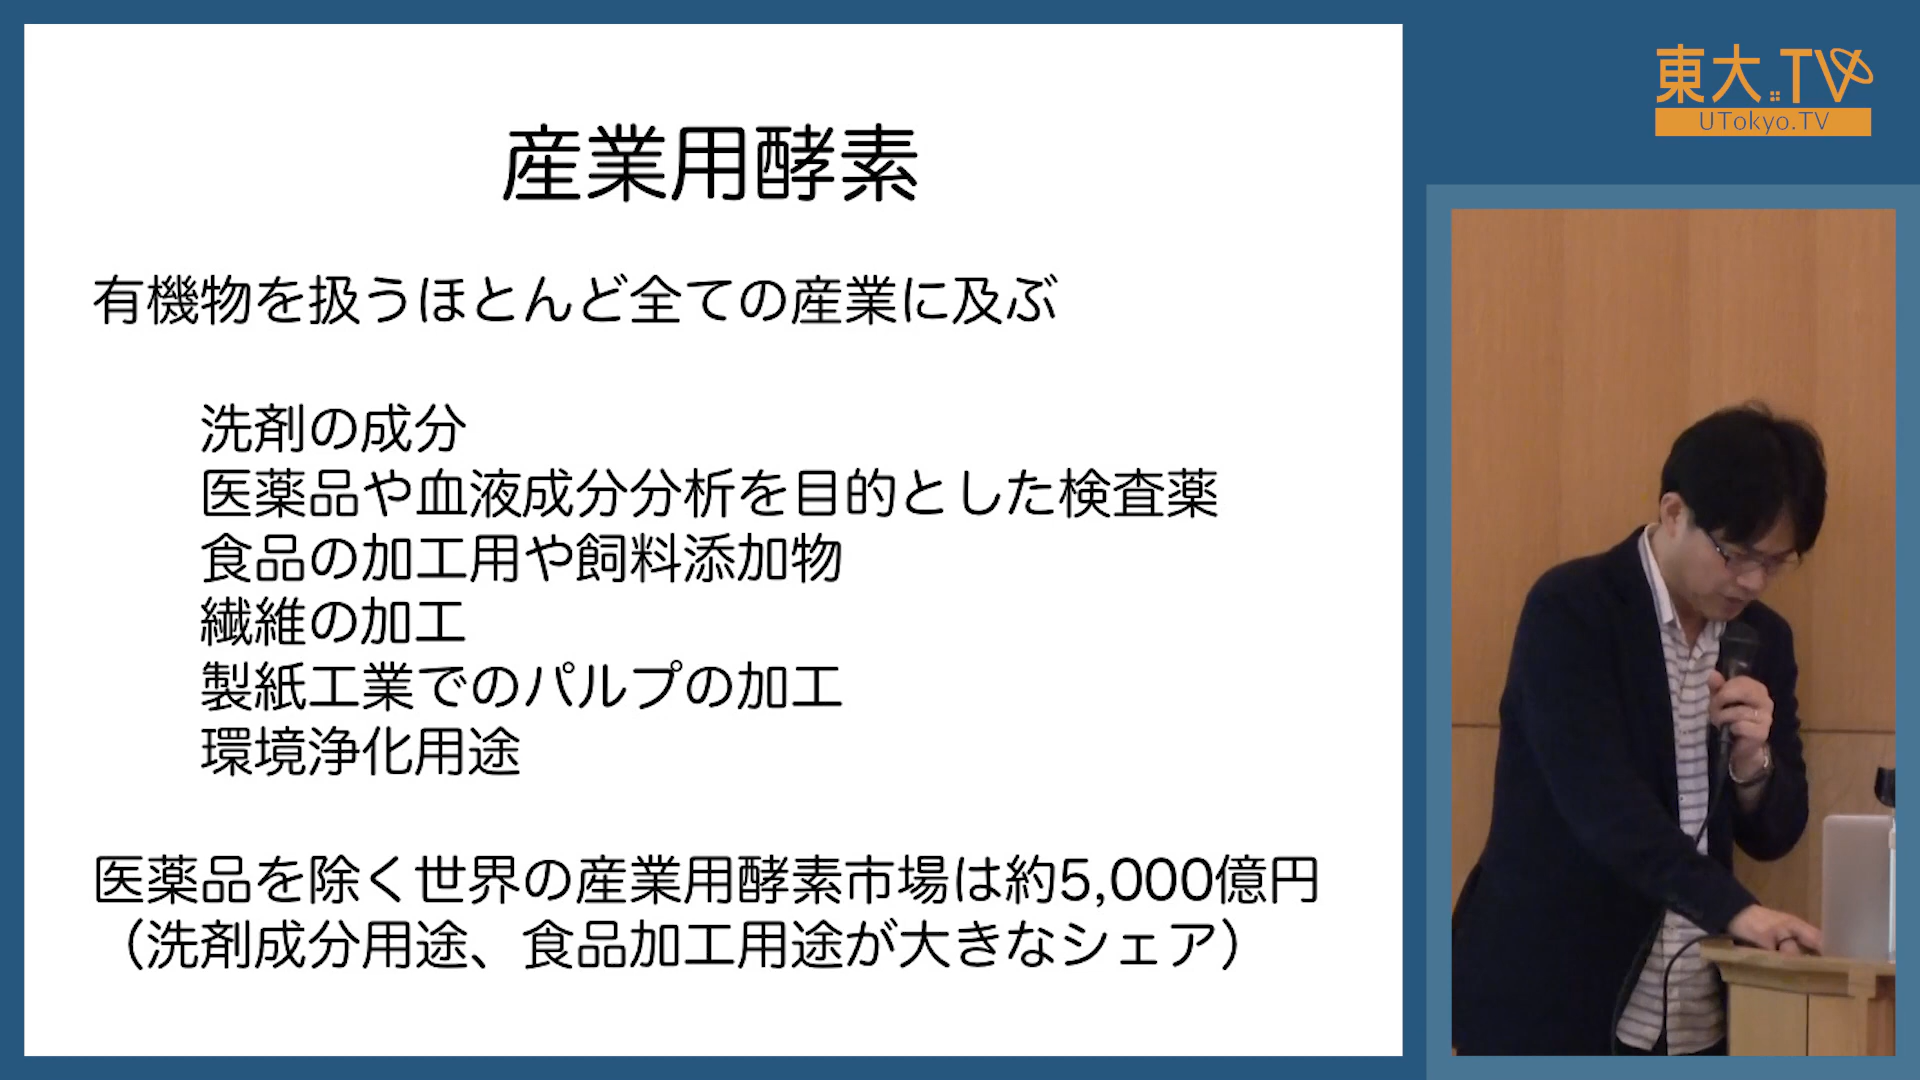 産業用酵素
有機物を扱うほとんど全ての産業に及ぶ
洗剤の成分
医薬品や血液成分分析を目的とした検査薬
食品の加工用や飼料添加物
繊維の加工
製紙工業でのパルプの加工
環境浄化用途
医薬品を除く世界の産業用酵素市場は約5,000億円
（洗剤成分用途、食品加工用途が大きなシェア）
東大TV
UTokyo.TV